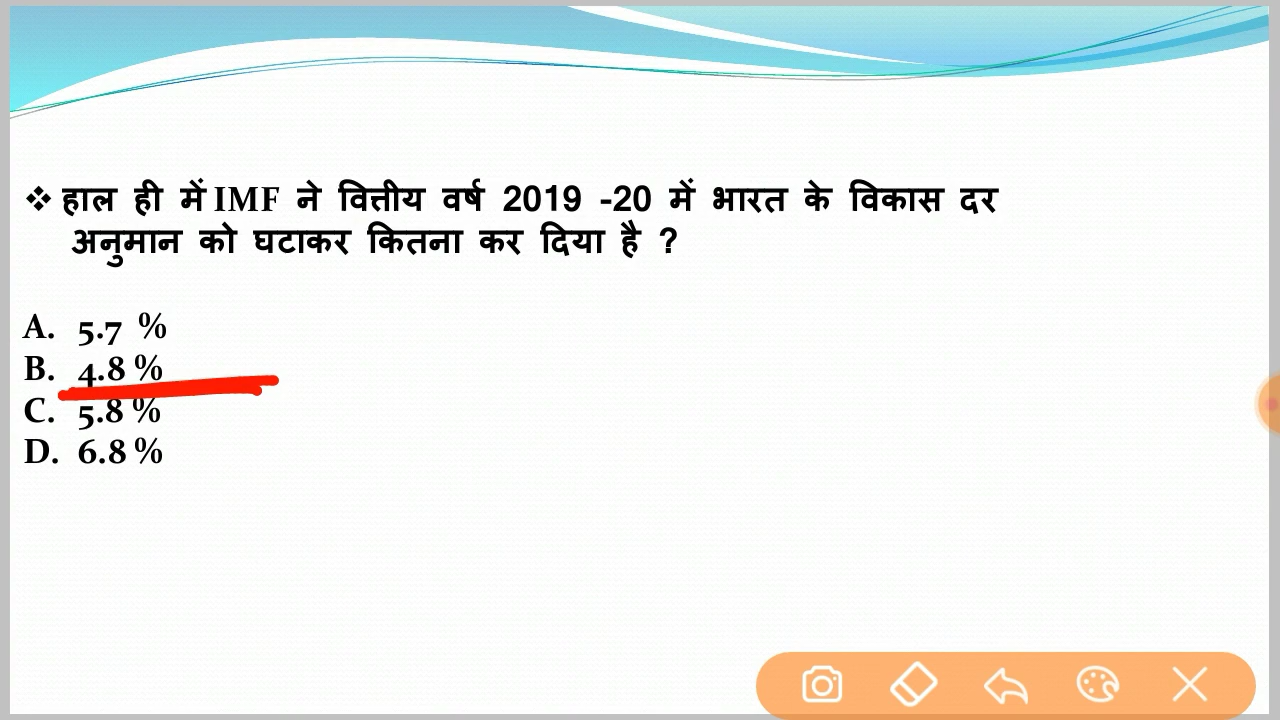 ❖ हाल ही में IMF ने वित्तीय वर्ष 2019 -20 में भारत के विकास दर
अनुमान को घटाकर कितना कर दिया है ?
A. 5.7 %
B. 4.8 %
C. 5.8 %
D. 6.8 %